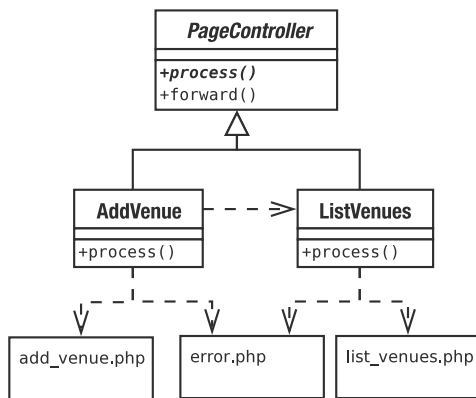 PageController
+process()
+forward()
AddVenue
ListVenues
+process()
+process()
add_venue.php
error.php
list_venues.php